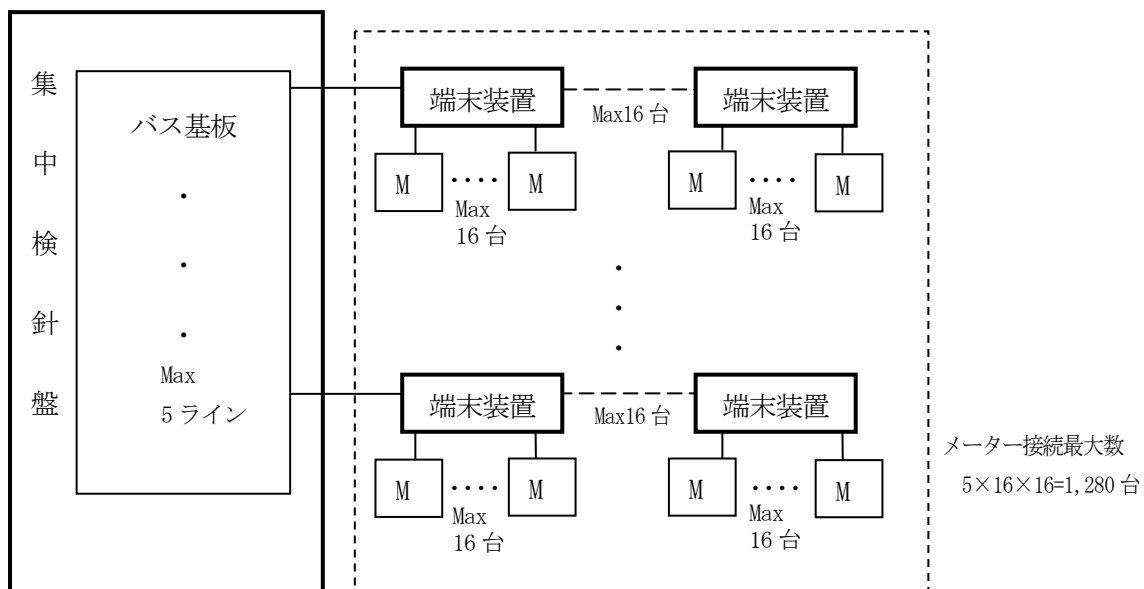 集中検針盤
バス基板
・
・
・
Max
5ライン
端末装置
Max16台
端末装置
M
・・・・
M
M
・・・・
M
Max
16台
Max
16台
・
・
・
端末装置
Max16台
端末装置
M
・・・・
M
M
・・・・
M
Max
16台
Max
16台
メーター接続最大数
5×16×16=1,280台